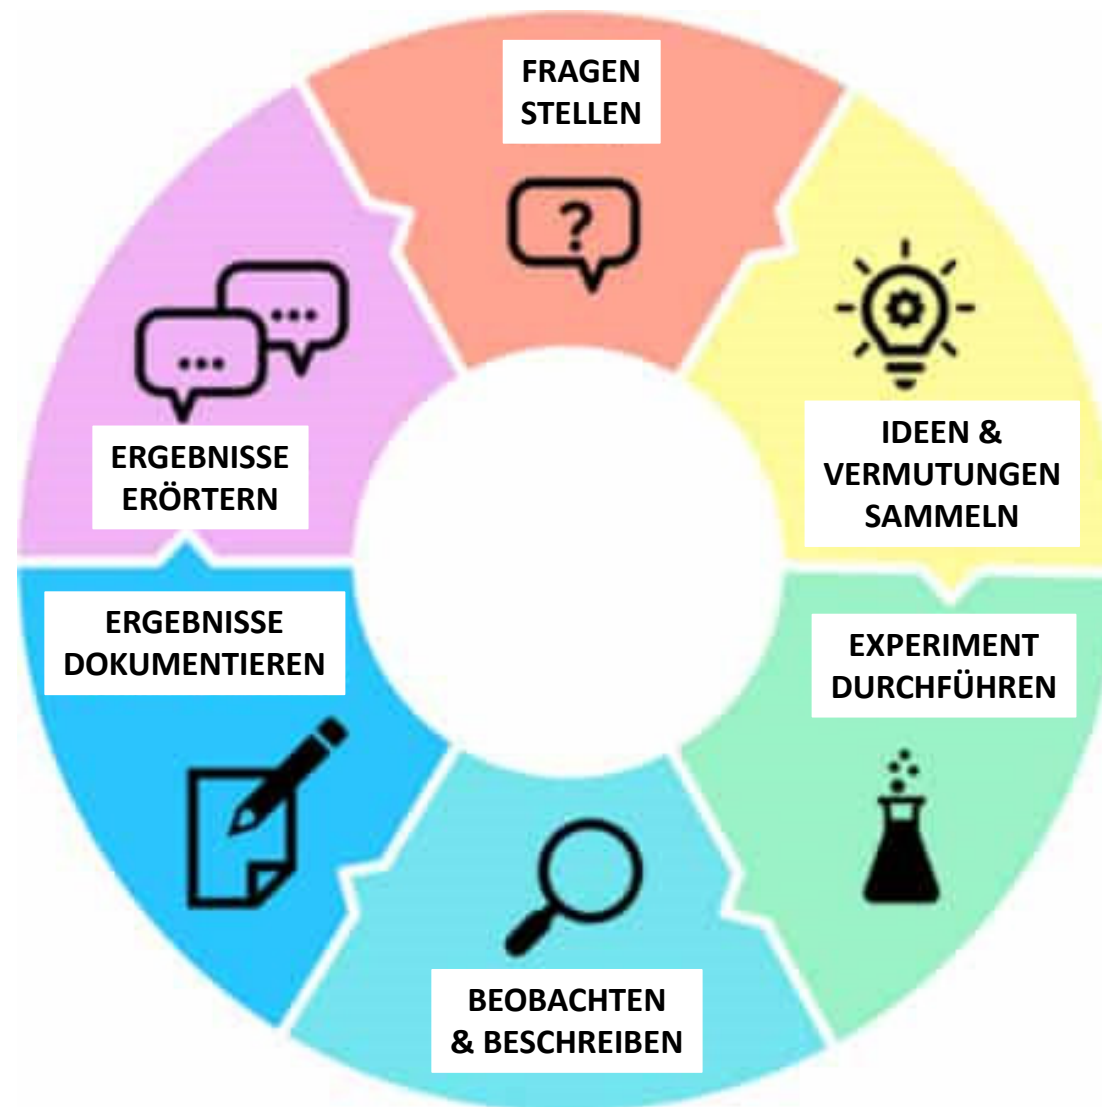 FRAGEN
STELLEN
?
IDEEN &
VERMUTUNGEN
SAMMELN
EXPERIMENT
DURCHFÜHREN
BEOBACHTEN
& BESCHREIBEN
ERGEBNISSE
DOKUMENTIEREN
ERGEBNISSE
ERÖRTERN
...
...